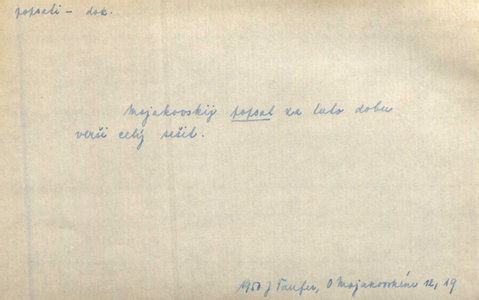 popsati – dok.
Majakovskij popsal za tuto dobu
verši celý sešit.
1950 J Taufer, O Majakovském 12, 19